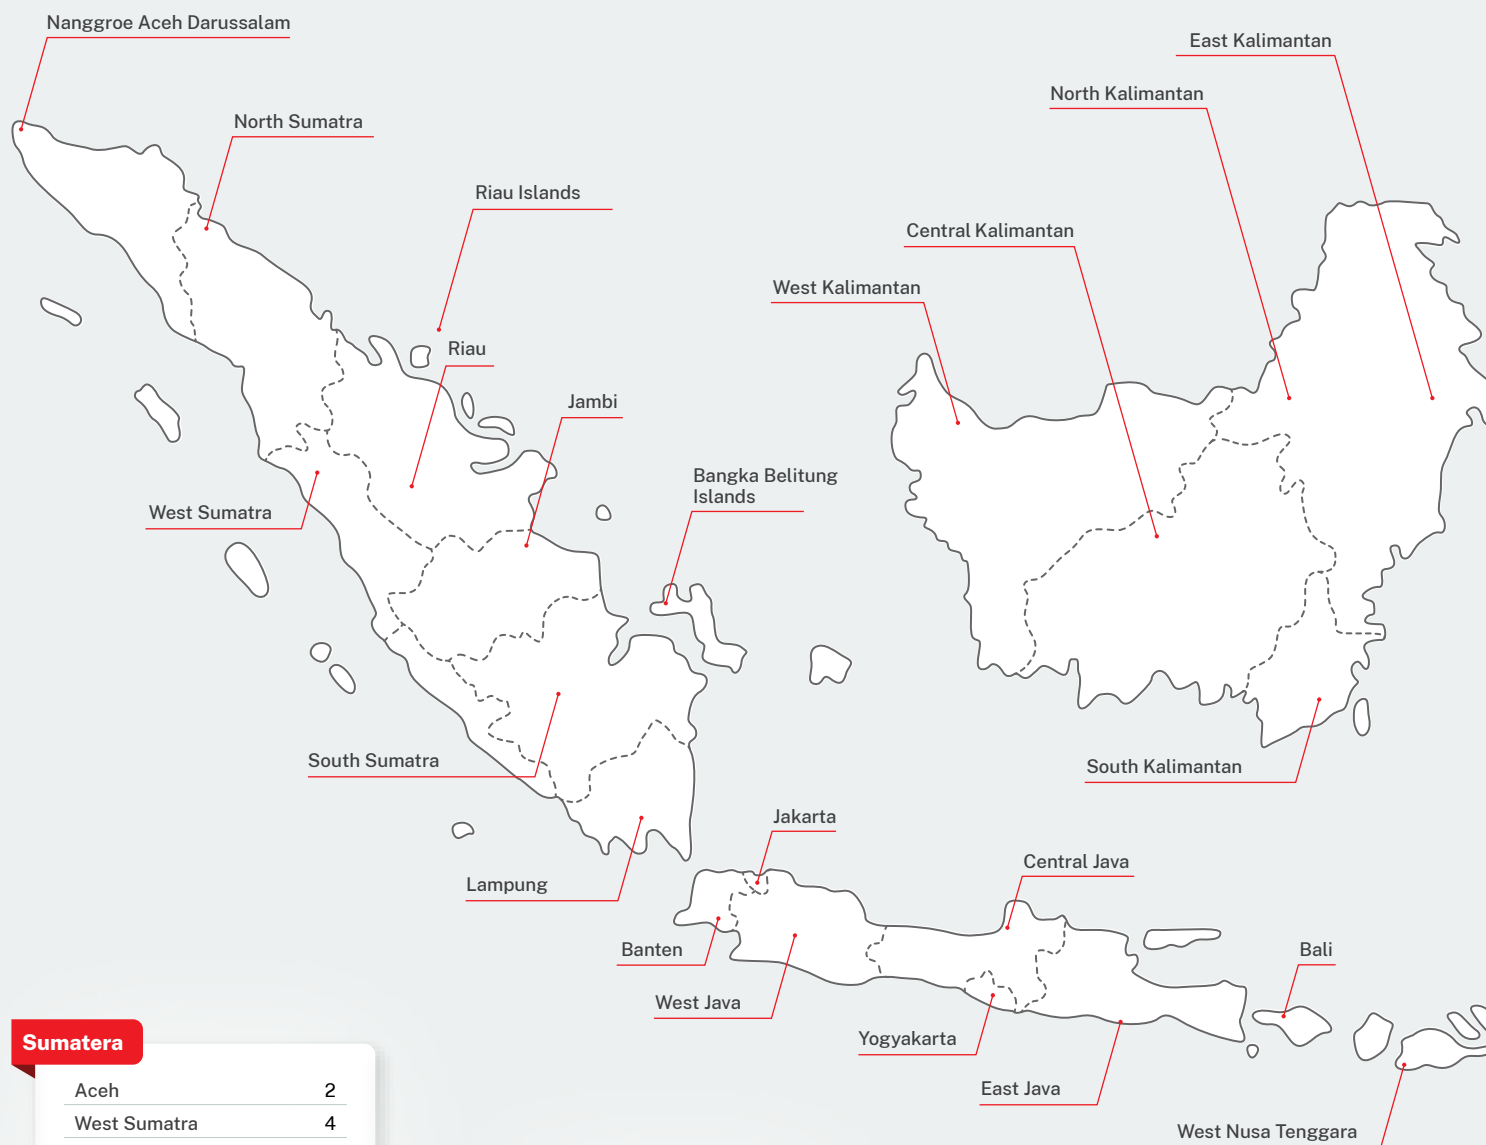 Nanggroe Aceh Darussalam
East Kalimantan
North Kalimantan
North Sumatra
Riau Islands
Central Kalimantan
West Kalimantan
Riau
Jambi
Bangka Belitung
Islands
West Sumatra
South Sumatra
South Kalimantan
Jakarta
Central Java
Lampung
Banten
Bali
West Java
Yogyakarta
East Java
West Nusa Tenggara
Sumatera
Aceh 2
West Sumatra 4